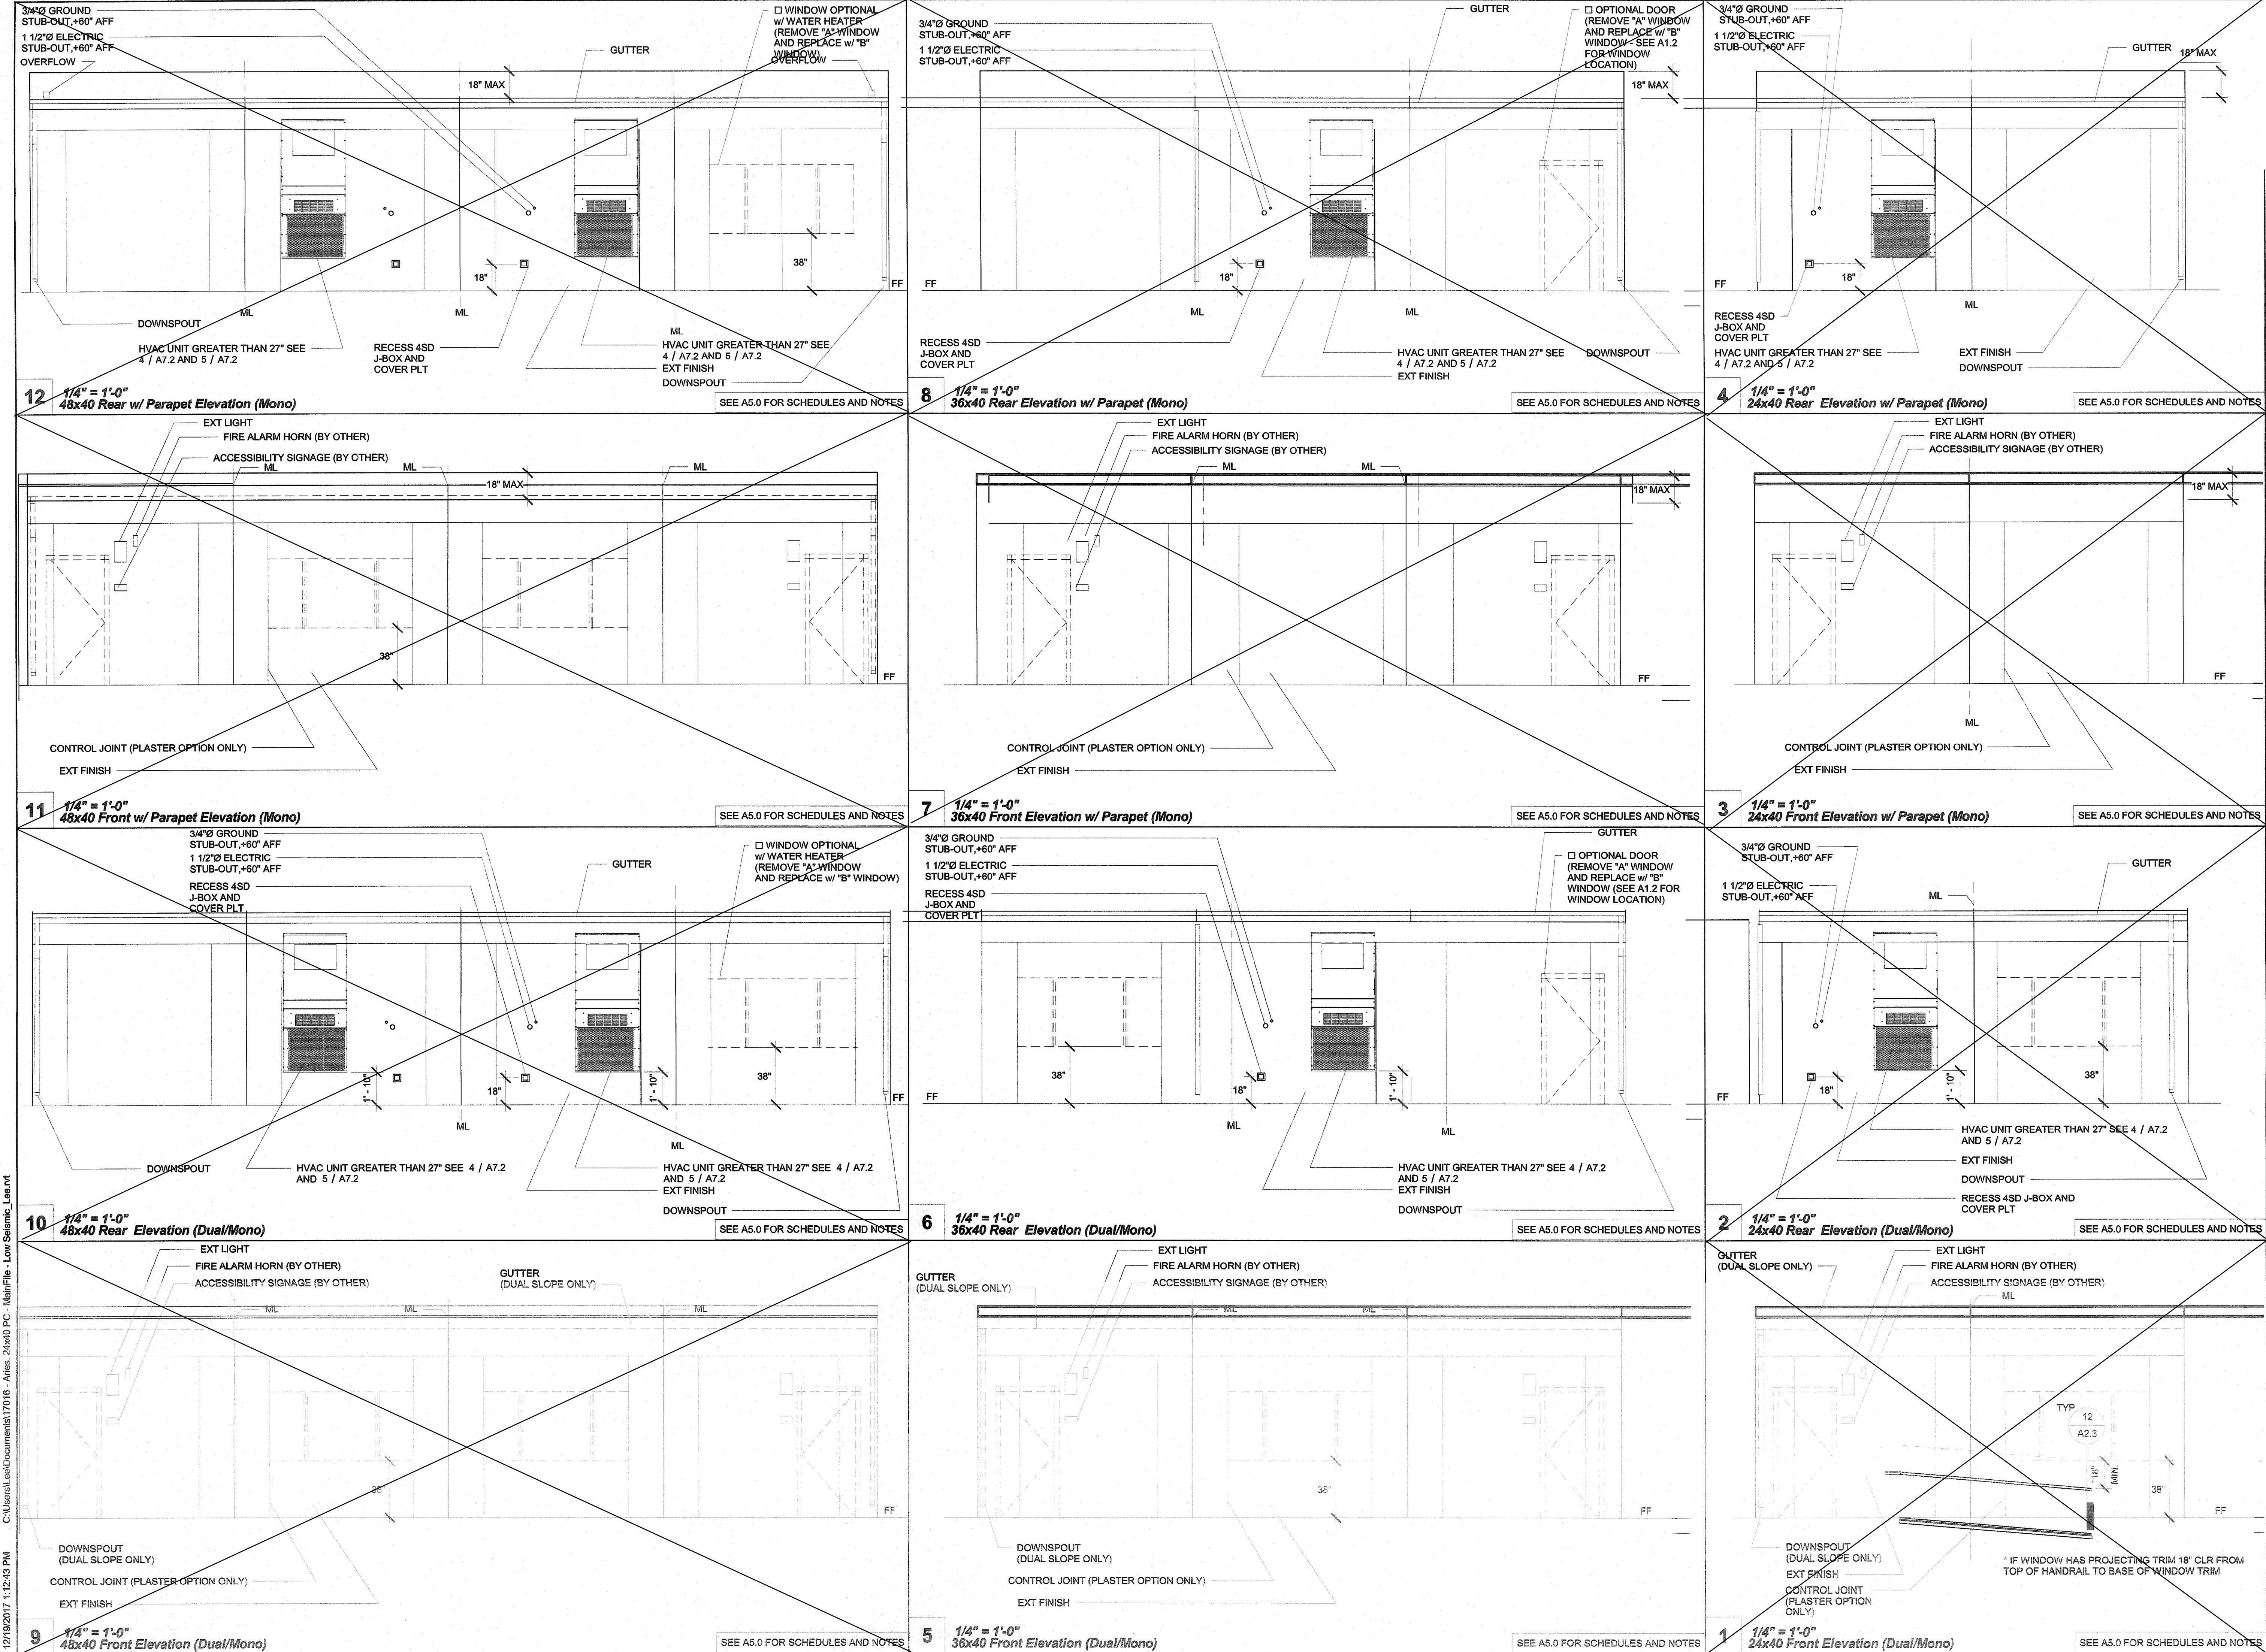 3/4"Ø GROUND
STUB-OUT,+60" AFF
1 1/2"Ø ELECTRIC
STUB-OUT,+60" AFF
OVERFLOW
GUTTER
□ WINDOW OPTIONAL
w/ WATER HEATER
(REMOVE "A" WINDOW
AND REPLACE w/ "B"
WINDOW)
OVERFLOW
18" MAX
18"
38"
FF
ML
ML
ML
DOWNSPOUT
HVAC UNIT GREATER THAN 27" SEE
4 / A7.2 AND 5 / A7.2
RECESS 4SD
J-BOX AND
COVER PLT
HVAC UNIT GREATER THAN 27" SEE
4 / A7.2 AND 5 / A7.2
EXT FINISH
DOWNSPOUT
12
1/4" = 1'-0"
48x40 Rear w/ Parapet Elevation (Mono)
SEE A5.0 FOR SCHEDULES AND NOTES
3/4"Ø GROUND
STUB-OUT,+60" AFF
1 1/2"Ø ELECTRIC
STUB-OUT,+60" AFF
GUTTER
□ OPTIONAL DOOR
(REMOVE "A" WINDOW
AND REPLACE w/ "B"
WINDOW - SEE A1.2
FOR WINDOW
LOCATION)
18" MAX
18"
FF
ML
ML
RECESS 4SD
J-BOX AND
COVER PLT
HVAC UNIT GREATER THAN 27" SEE
4 / A7.2 AND 5 / A7.2
EXT FINISH
DOWNSPOUT
8
1/4" = 1'-0"
36x40 Rear Elevation w/ Parapet (Mono)
SEE A5.0 FOR SCHEDULES AND NOTES
3/4"Ø GROUND
STUB-OUT,+60" AFF
1 1/2"Ø ELECTRIC
STUB-OUT,+60" AFF
GUTTER
18" MAX
18"
FF
ML
RECESS 4SD
J-BOX AND
COVER PLT
HVAC UNIT GREATER THAN 27" SEE
4 / A7.2 AND 5 / A7.2
EXT FINISH
DOWNSPOUT
4
1/4" = 1'-0"
24x40 Rear Elevation w/ Parapet (Mono)
SEE A5.0 FOR SCHEDULES AND NOTES
EXT LIGHT
FIRE ALARM HORN (BY OTHER)
ACCESSIBILITY SIGNAGE (BY OTHER)
ML
ML
ML
18" MAX
38"
FF
CONTROL JOINT (PLASTER OPTION ONLY)
EXT FINISH
11
1/4" = 1'-0"
48x40 Front w/ Parapet Elevation (Mono)
SEE A5.0 FOR SCHEDULES AND NOTES
EXT LIGHT
FIRE ALARM HORN (BY OTHER)
ACCESSIBILITY SIGNAGE (BY OTHER)
ML
ML
18" MAX
FF
CONTROL JOINT (PLASTER OPTION ONLY)
EXT FINISH
7
1/4" = 1'-0"
36x40 Front Elevation w/ Parapet (Mono)
SEE A5.0 FOR SCHEDULES AND NOTES
EXT LIGHT
FIRE ALARM HORN (BY OTHER)
ACCESSIBILITY SIGNAGE (BY OTHER)
18" MAX
FF
ML
CONTROL JOINT (PLASTER OPTION ONLY)
EXT FINISH
3
1/4" = 1'-0"
24x40 Front Elevation w/ Parapet (Mono)
SEE A5.0 FOR SCHEDULES AND NOTES
3/4"Ø GROUND
STUB-OUT,+60" AFF
1 1/2"Ø ELECTRIC
STUB-OUT,+60" AFF
RECESS 4SD
J-BOX AND
COVER PLT
GUTTER
□ WINDOW OPTIONAL
w/ WATER HEATER
(REMOVE "A" WINDOW
AND REPLACE w/ "B" WINDOW)
1' - 10"
18"
1' - 10"
38"
FF
ML
ML
DOWNSPOUT
HVAC UNIT GREATER THAN 27" SEE 4 / A7.2
AND 5 / A7.2
HVAC UNIT GREATER THAN 27" SEE 4 / A7.2
AND 5 / A7.2
EXT FINISH
DOWNSPOUT
10
1/4" = 1'-0"
48x40 Rear Elevation (Dual/Mono)
SEE A5.0 FOR SCHEDULES AND NOTES
3/4"Ø GROUND
STUB-OUT,+60" AFF
1 1/2"Ø ELECTRIC
STUB-OUT,+60" AFF
RECESS 4SD
J-BOX AND
COVER PLT
GUTTER
□ OPTIONAL DOOR
(REMOVE "A" WINDOW
AND REPLACE w/ "B"
WINDOW (SEE A1.2 FOR
WINDOW LOCATION)
38"
18"
1' - 10"
FF
ML
ML
HVAC UNIT GREATER THAN 27" SEE 4 / A7.2
AND 5 / A7.2
EXT FINISH
DOWNSPOUT
6
1/4" = 1'-0"
36x40 Rear Elevation (Dual/Mono)
SEE A5.0 FOR SCHEDULES AND NOTES
3/4"Ø GROUND
STUB-OUT,+60" AFF
1 1/2"Ø ELECTRIC
STUB-OUT,+60" AFF
GUTTER
ML
18"
1' - 10"
38"
FF
HVAC UNIT GREATER THAN 27" SEE 4 / A7.2
AND 5 / A7.2
EXT FINISH
DOWNSPOUT
RECESS 4SD J-BOX AND
COVER PLT
2
1/4" = 1'-0"
24x40 Rear Elevation (Dual/Mono)
SEE A5.0 FOR SCHEDULES AND NOTES
EXT LIGHT
FIRE ALARM HORN (BY OTHER)
ACCESSIBILITY SIGNAGE (BY OTHER)
GUTTER
(DUAL SLOPE ONLY)
ML
ML
ML
38"
FF
DOWNSPOUT
(DUAL SLOPE ONLY)
CONTROL JOINT (PLASTER OPTION ONLY)
EXT FINISH
9
1/4" = 1'-0"
48x40 Front Elevation (Dual/Mono)
SEE A5.0 FOR SCHEDULES AND NOTES
EXT LIGHT
FIRE ALARM HORN (BY OTHER)
ACCESSIBILITY SIGNAGE (BY OTHER)
GUTTER
(DUAL SLOPE ONLY)
ML
ML
38"
FF
DOWNSPOUT
(DUAL SLOPE ONLY)
CONTROL JOINT (PLASTER OPTION ONLY)
EXT FINISH
5
1/4" = 1'-0"
36x40 Front Elevation (Dual/Mono)
SEE A5.0 FOR SCHEDULES AND NOTES
GUTTER
(DUAL SLOPE ONLY)
EXT LIGHT
FIRE ALARM HORN (BY OTHER)
ACCESSIBILITY SIGNAGE (BY OTHER)
ML
TYP
12
A2.3
*18"
MIN.
38"
FF
DOWNSPOUT
(DUAL SLOPE ONLY)
EXT FINISH
CONTROL JOINT
(PLASTER OPTION
ONLY)
* IF WINDOW HAS PROJECTING TRIM 18" CLR FROM
TOP OF HANDRAIL TO BASE OF WINDOW TRIM
1
1/4" = 1'-0"
24x40 Front Elevation (Dual/Mono)
SEE A5.0 FOR SCHEDULES AND NOTES
12/19/2017 1:12:43 PM C:\Users\Lee\Documents\17016 - Aries, 24x40 PC - MainFile - Low Seismic_Lee.rvt